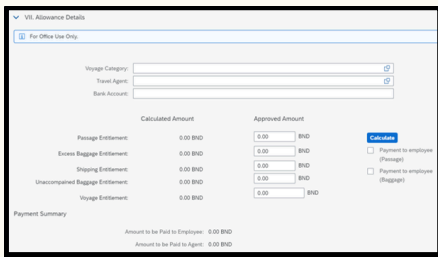 VII. Allowance Details
For Office Use Only.
Voyage Category:
Travel Agent:
Bank Account:
Calculated Amount Approved Amount
Passage Entitlement: 0.00 BND 0.00 BND Calculate
Excess Baggage Entitlement: 0.00 BND 0.00 BND Payment to employee (Passage)
Shipping Entitlement: 0.00 BND 0.00 BND Payment to employee (Baggage)
Unaccompained Baggage Entitlement: 0.00 BND 0.00 BND
Voyage Entitlement: 0.00 BND 0.00 BND
Payment Summary
Amount to be Paid to Employee: 0.00 BND
Amount to be Paid to Agent: 0.00 BND